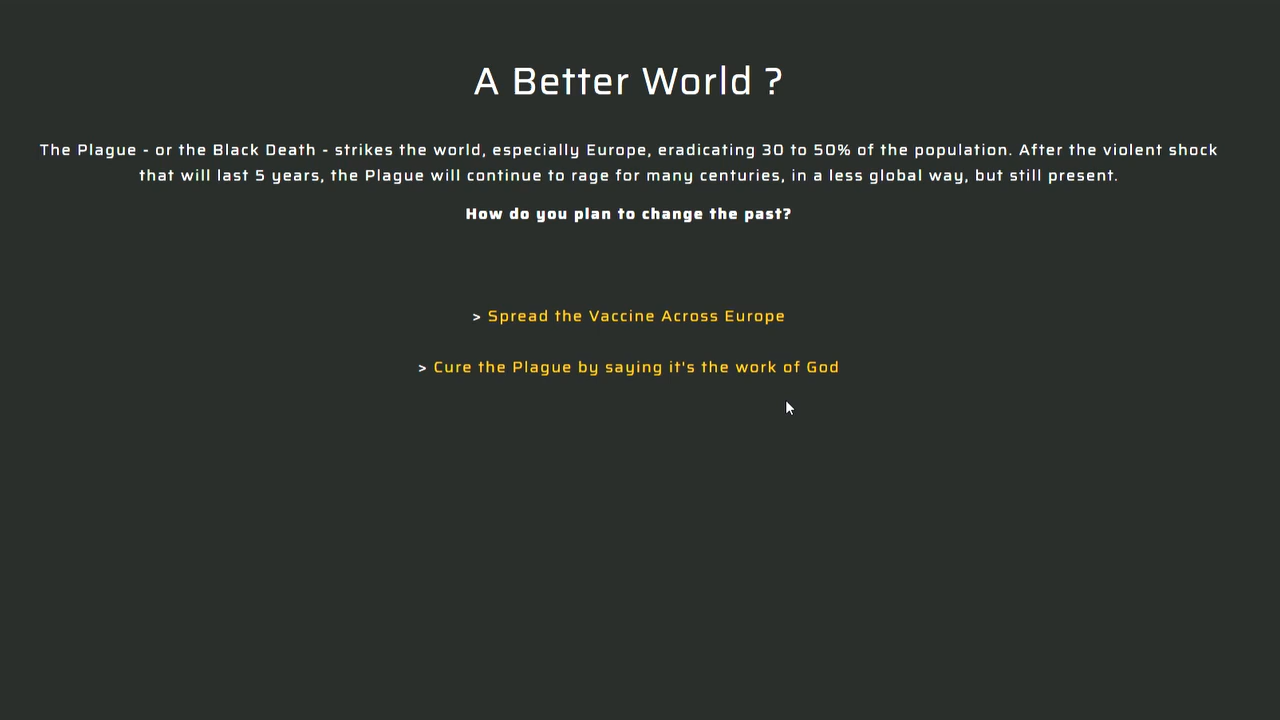 A Better World ?
The Plague - or the Black Death - strikes the world, especially Europe, eradicating 30 to 50% of the population. After the violent shock
that will last 5 years, the Plague will continue to rage for many centuries, in a less global way, but still present.
How do you plan to change the past?
> Spread the Vaccine Across Europe
> Cure the Plague by saying it's the work of God